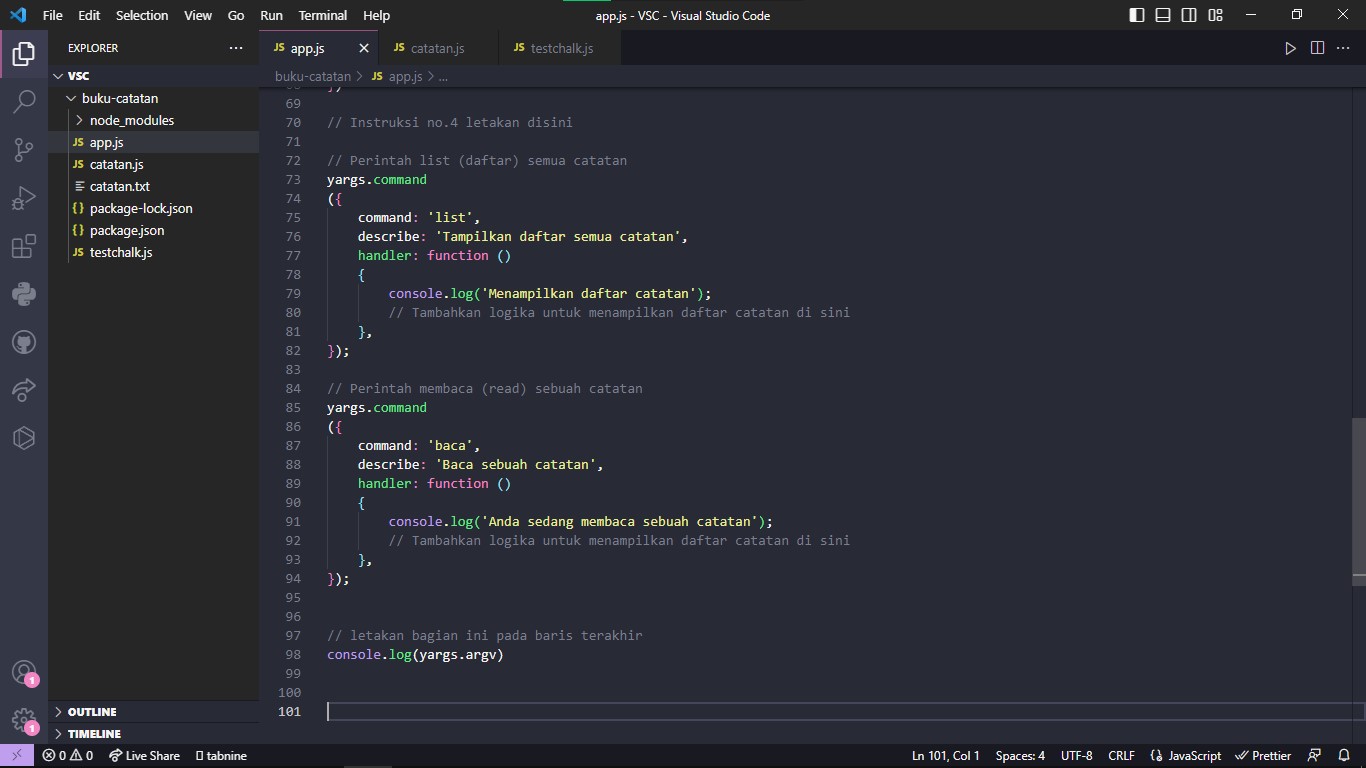 File Edit Selection View Go Run Terminal Help
app.js - VSC - Visual Studio Code
EXPLORER ···
JS app.js
JS catatan.js
JS testchalk.js
VSC
buku-catatan
node_modules
JS app.js
JS catatan.js
catatan.txt
{} package-lock.json
{} package.json
JS testchalk.js
OUTLINE
TIMELINE
buku-catatan > JS app.js > ...
69
70 // Instruksi no.4 letakan disini
71
72 // Perintah list (daftar) semua catatan
73 yargs.command
74 ({
75 command: 'list',
76 describe: 'Tampilkan daftar semua catatan',
77 handler: function ()
78 {
79 console.log('Menampilkan daftar catatan');
80 // Tambahkan logika untuk menampilkan daftar catatan di sini
81 },
82 });
83
84 // Perintah membaca (read) sebuah catatan
85 yargs.command
86 ({
87 command: 'baca',
88 describe: 'Baca sebuah catatan',
89 handler: function ()
90 {
91 console.log('Anda sedang membaca sebuah catatan');
92 // Tambahkan logika untuk menampilkan daftar catatan di sini
93 },
94 });
95
96
97 // letakan bagian ini pada baris terakhir
98 console.log(yargs.argv)
99
100
101
1
1
0 0 Live Share tabnine
Ln 101, Col 1 Spaces: 4 UTF-8 CRLF {} JavaScript Prettier